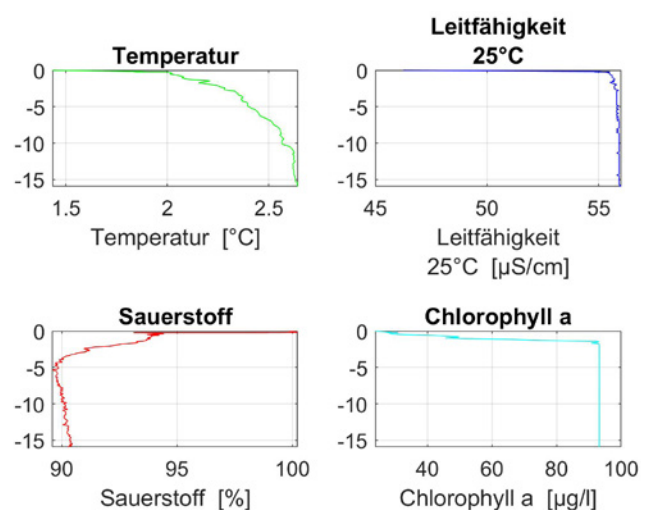 Temperatur
0
-5
-10
-15
1.5 2 2.5
Temperatur [°C]
Leitfähigkeit
25°C
0
-5
-10
-15
45 50 55
Leitfähigkeit
25°C [µS/cm]
Sauerstoff
0
-5
-10
-15
90 95 100
Sauerstoff [%]
Chlorophyll a
0
-5
-10
-15
40 60 80 100
Chlorophyll a [µg/l]